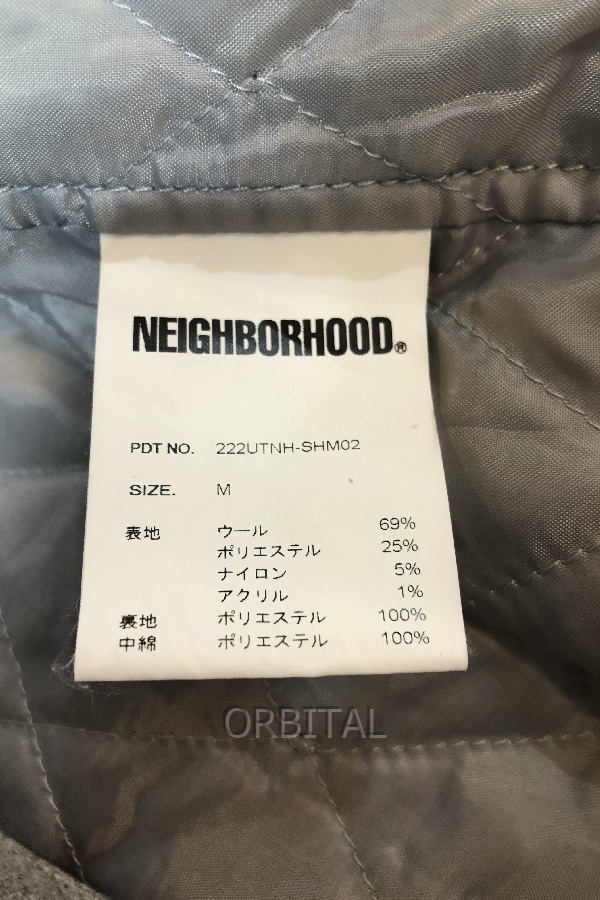 NEIGHBORHOOD®
PDT NO. 222UTNH-SHM02
SIZE. M
表地 ウール 69%
ポリエステル 25%
ナイロン 5%
アクリル 1%
裏地 ポリエステル 100%
中綿 ポリエステル 100%
ORBITAL